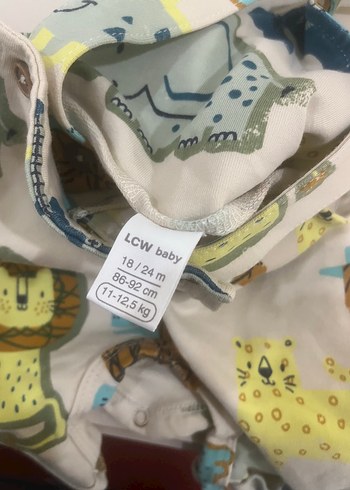 LCW baby
18 / 24 m
86-92 cm
11-12,5 kg